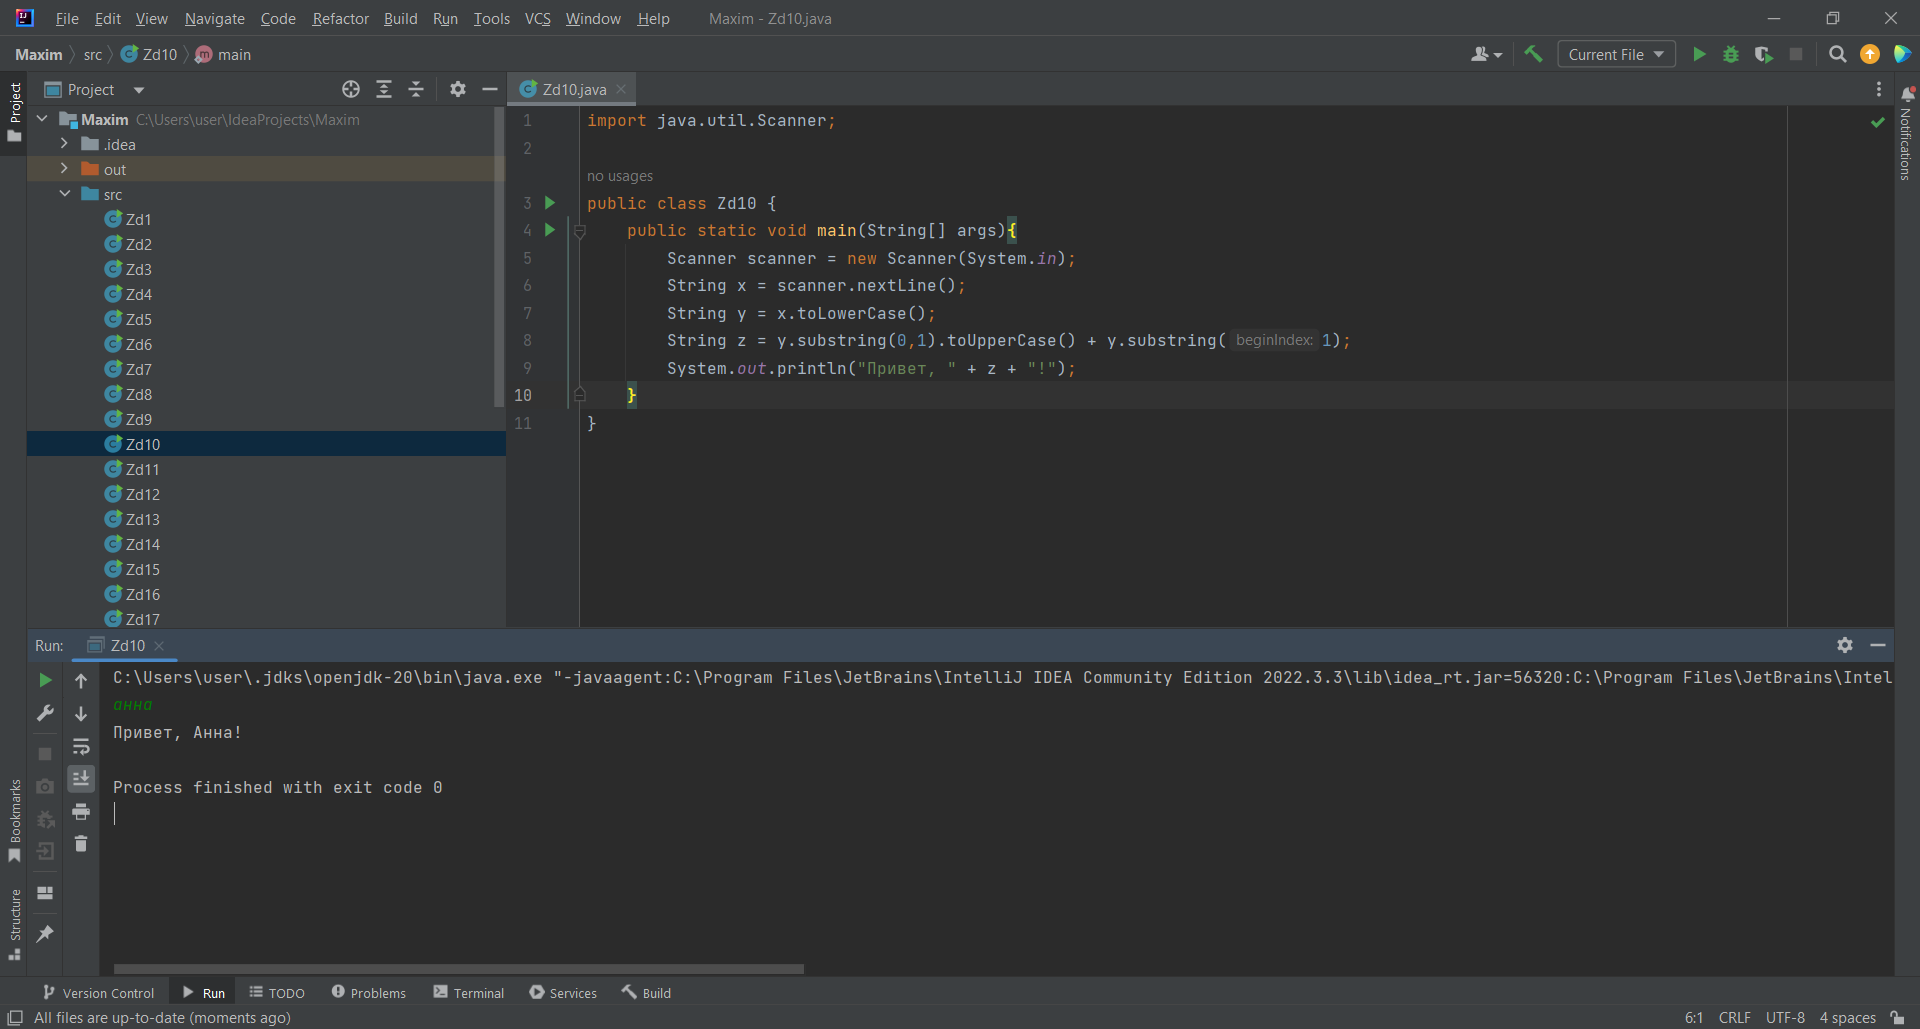 File Edit View Navigate Code Refactor Build Run Tools VCS Window Help Maxim - Zd10.java
Maxim src Zd10 main Current File
Project
Project
Zd10.java
Notifications
Maxim C:\Users\user\IdeaProjects\Maxim
.idea
out
src
Zd1
Zd2
Zd3
Zd4
Zd5
Zd6
Zd7
Zd8
Zd9
Zd10
Zd11
Zd12
Zd13
Zd14
Zd15
Zd16
Zd17
1 import java.util.Scanner;
2
no usages
3 public class Zd10 {
4 public static void main(String[] args){
5 Scanner scanner = new Scanner(System.in);
6 String x = scanner.nextLine();
7 String y = x.toLowerCase();
8 String z = y.substring(0,1).toUpperCase() + y.substring( beginIndex: 1);
9 System.out.println("Привет, " + z + "!");
10 }
11 }
Run: Zd10
C:\Users\user\.jdks\openjdk-20\bin\java.exe "-javaagent:C:\Program Files\JetBrains\IntelliJ IDEA Community Edition 2022.3.3\lib\idea_rt.jar=56320:C:\Program Files\JetBrains\Intel
анна
Привет, Анна!
Process finished with exit code 0
Bookmarks
Structure
Version Control Run TODO Problems Terminal Services Build
All files are up-to-date (moments ago) 6:1 CRLF UTF-8 4 spaces